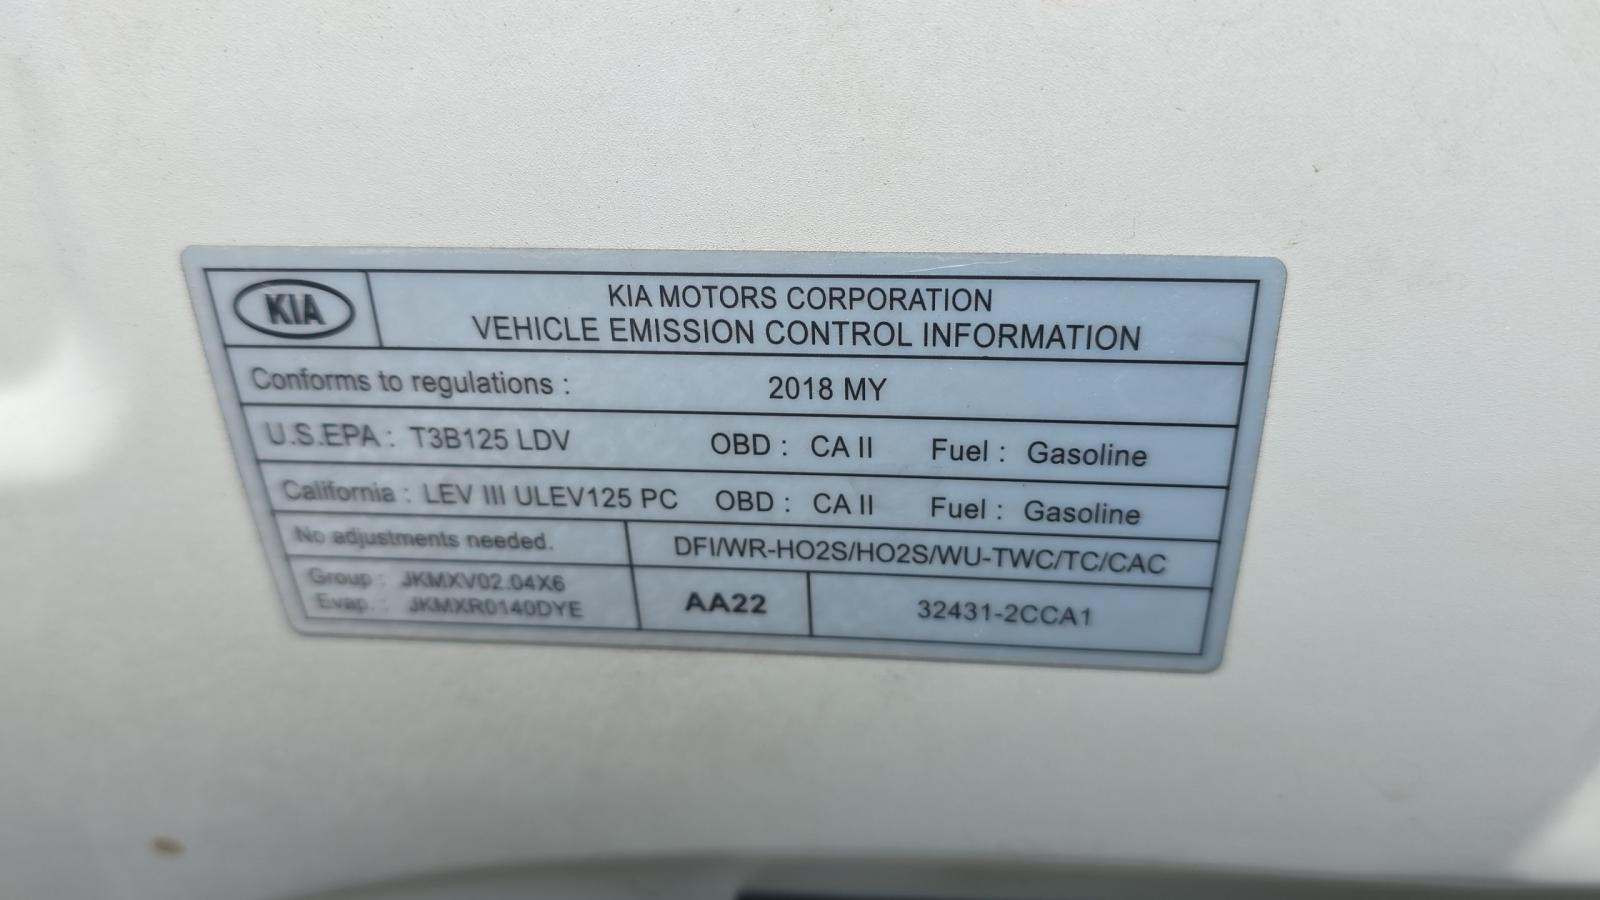 KIA
KIA MOTORS CORPORATION
VEHICLE EMISSION CONTROL INFORMATION
Conforms to regulations : 2018 MY
U.S.EPA : T3B125 LDV OBD : CA II Fuel : Gasoline
California : LEV III ULEV125 PC OBD : CA II Fuel : Gasoline
No adjustments needed.
DFI/WR-HO2S/HO2S/WU-TWC/TC/CAC
Group : JKMXV02.04X6
Evap. : JKMXR0140DYE
AA22
32431-2CCA1